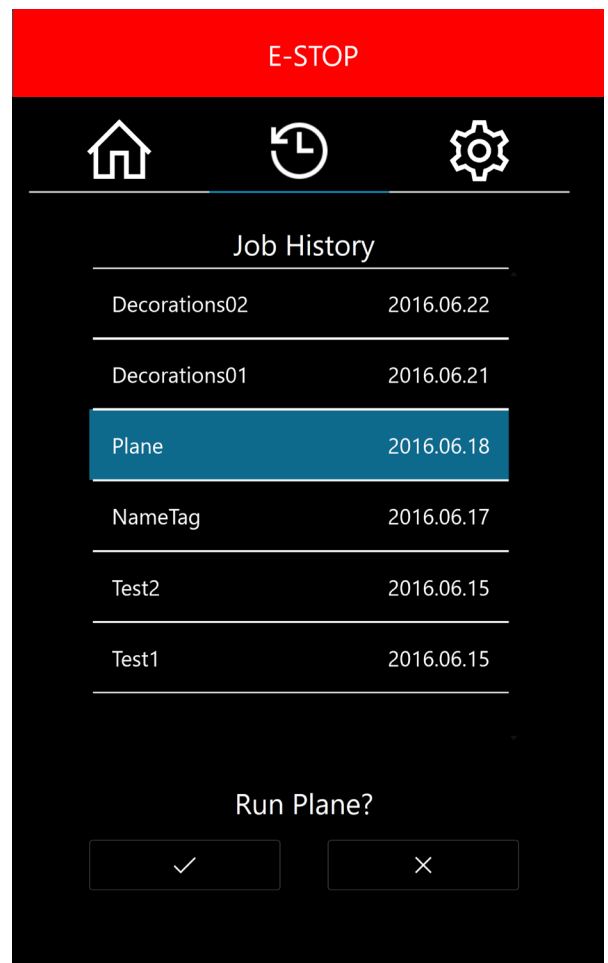 E-STOP
Job History
Decorations02 2016.06.22
Decorations01 2016.06.21
Plane 2016.06.18
NameTag 2016.06.17
Test2 2016.06.15
Test1 2016.06.15
Run Plane?